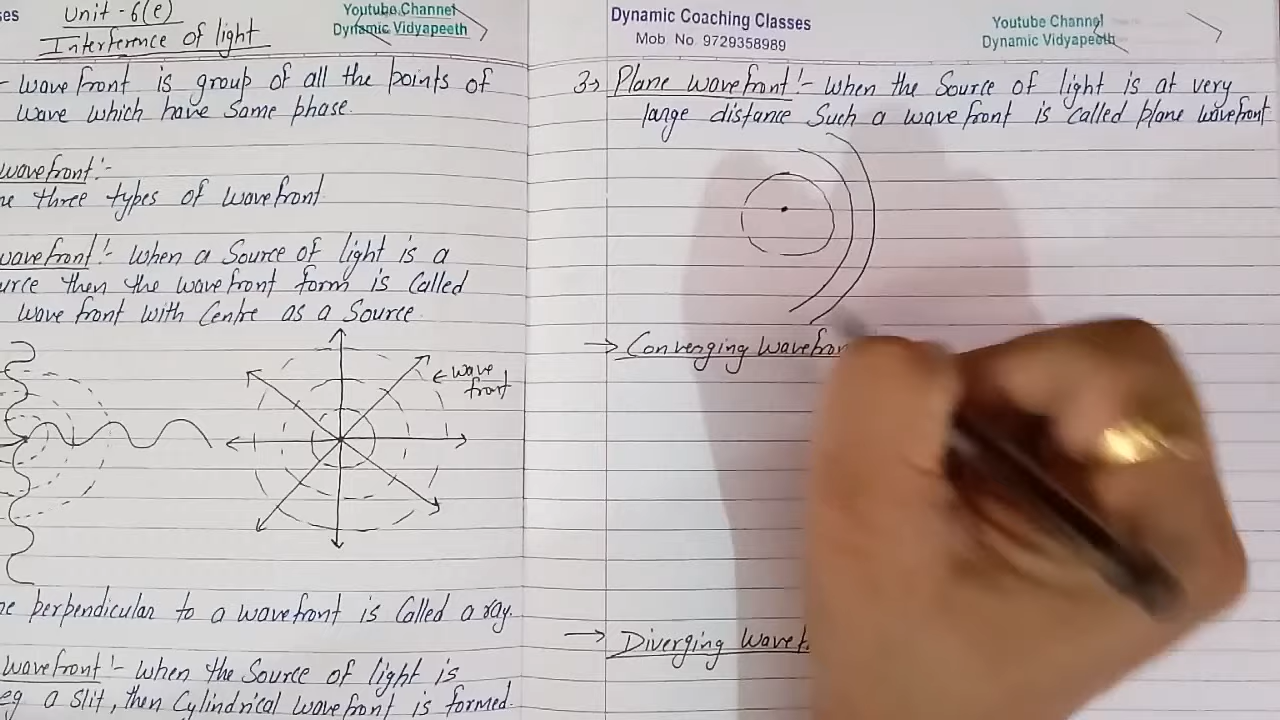 Unit - 6(e)
Interference of light
Youtube Channel
Dynamic Vidyapeeth
- wavefront is group of all the points of
wave which have same phase.
wavefront :-
three types of wavefront
wavefront :- when a source of light is a
then the wavefront form is called
wave front with Centre as a Source.
← wave
front
perpendicular to a wavefront is called a ray.
wavefront :- when the Source of light is
eg a slit, then Cylindrical wavefront is formed.
Dynamic Coaching Classes
Mob No 9729358989
Youtube Channel
Dynamic Vidyapeeth
3→ Plane wavefront :- when the Source of light is at very
large distance Such a wavefront is called plane wavefront
→ Converging Wavefron
→ Diverging Wavef